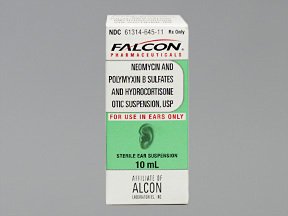 NDC 61314-645-11 Rx Only
FALCON
PHARMACEUTICALS
NEOMYCIN AND
POLYMYXIN B SULFATES
AND HYDROCORTISONE
OTIC SUSPENSION, USP
FOR USE IN EARS ONLY
STERILE EAR SUSPENSION
10 mL
AFFILIATE OF
ALCON
LABORATORIES, INC.